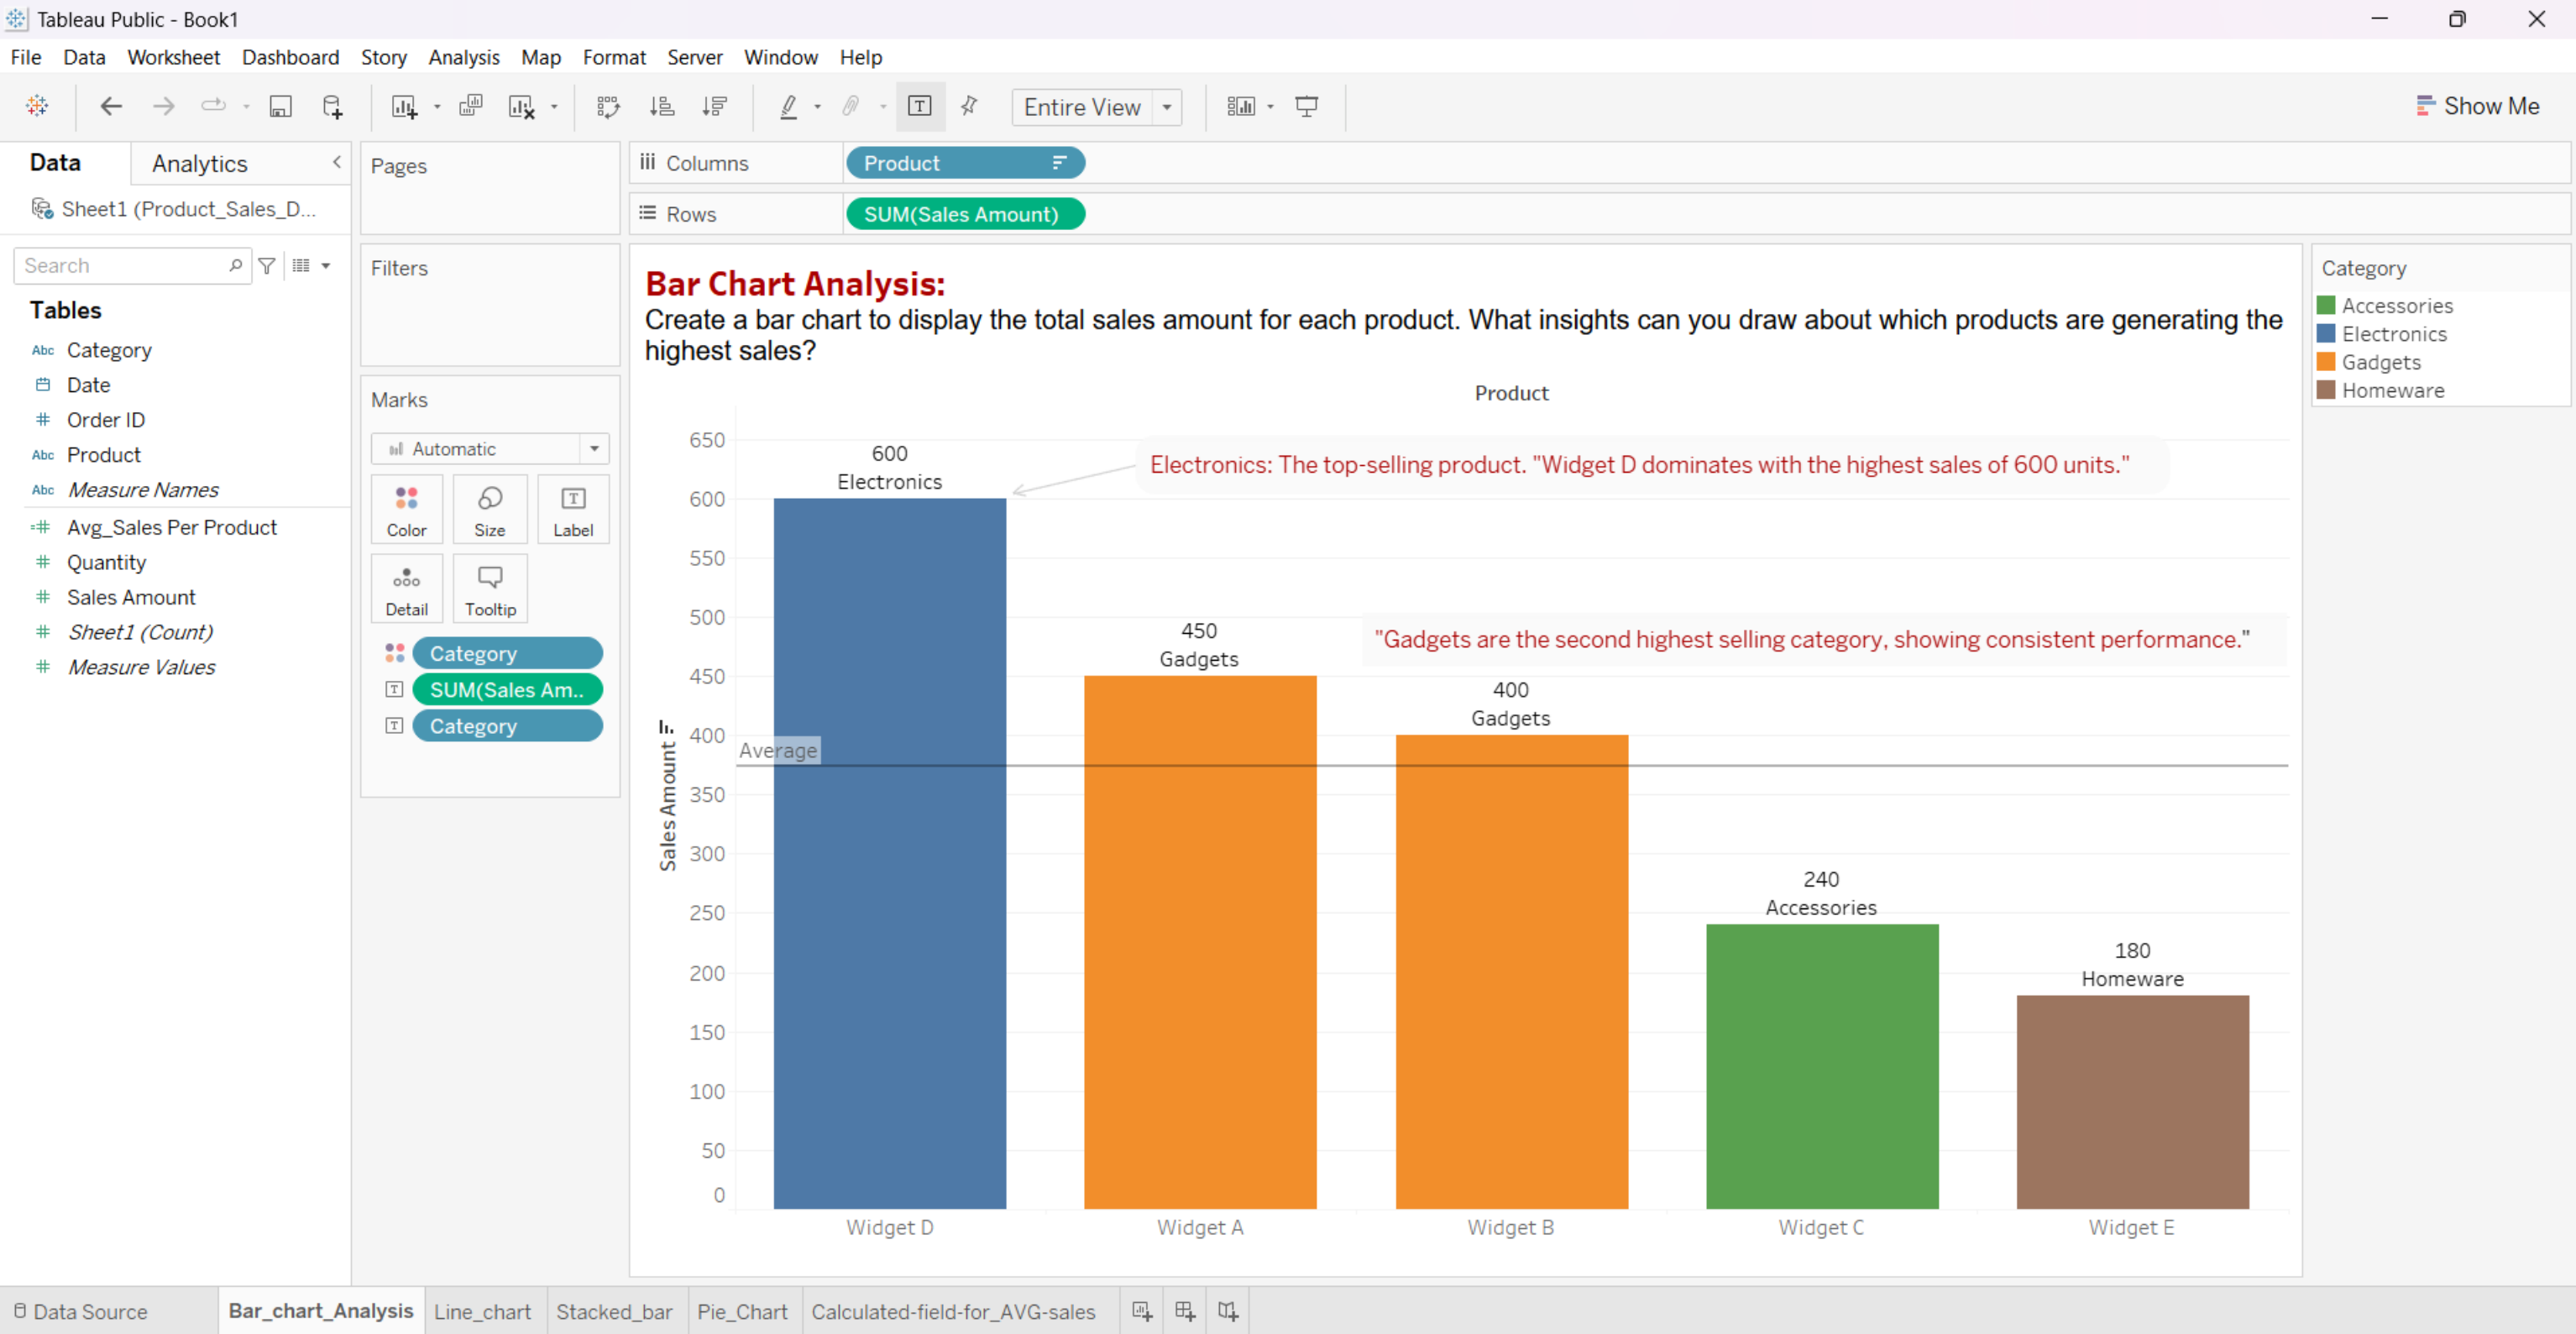 Tableau Public - Book1
File Data Worksheet Dashboard Story Analysis Map Format Server Window Help
Entire View
Show Me
Data Analytics
Sheet1 (Product_Sales_D...
Search
Tables
Abc Category
Date
# Order ID
Abc Product
Abc Measure Names
=# Avg_Sales Per Product
# Quantity
# Sales Amount
# Sheet1 (Count)
# Measure Values
Pages
Filters
Marks
Automatic
Color Size Label
Detail Tooltip
Category
SUM(Sales Am..
Category
Columns Product
Rows SUM(Sales Amount)
Bar Chart Analysis:
Create a bar chart to display the total sales amount for each product. What insights can you draw about which products are generating the
highest sales?
Product
Sales Amount
650
600
550
500
450
400
350
300
250
200
150
100
50
0
Average
600
Electronics
Electronics: The top-selling product. "Widget D dominates with the highest sales of 600 units."
450
Gadgets
"Gadgets are the second highest selling category, showing consistent performance."
400
Gadgets
240
Accessories
180
Homeware
Widget D Widget A Widget B Widget C Widget E
Category
Accessories
Electronics
Gadgets
Homeware
Data Source Bar_chart_Analysis Line_chart Stacked_bar Pie_Chart Calculated-field-for_AVG-sales